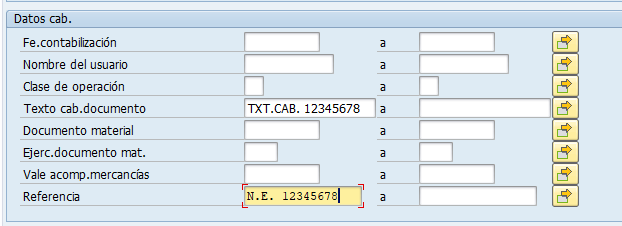 Datos cab.
Fe.contabilización a
Nombre del usuario a
Clase de operación a
Texto cab.documento TXT.CAB. 12345678 a
Documento material a
Ejerc.documento mat. a
Vale acomp.mercancías a
Referencia N.E. 12345678 a